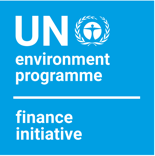 UN
environment
programme
finance
initiative